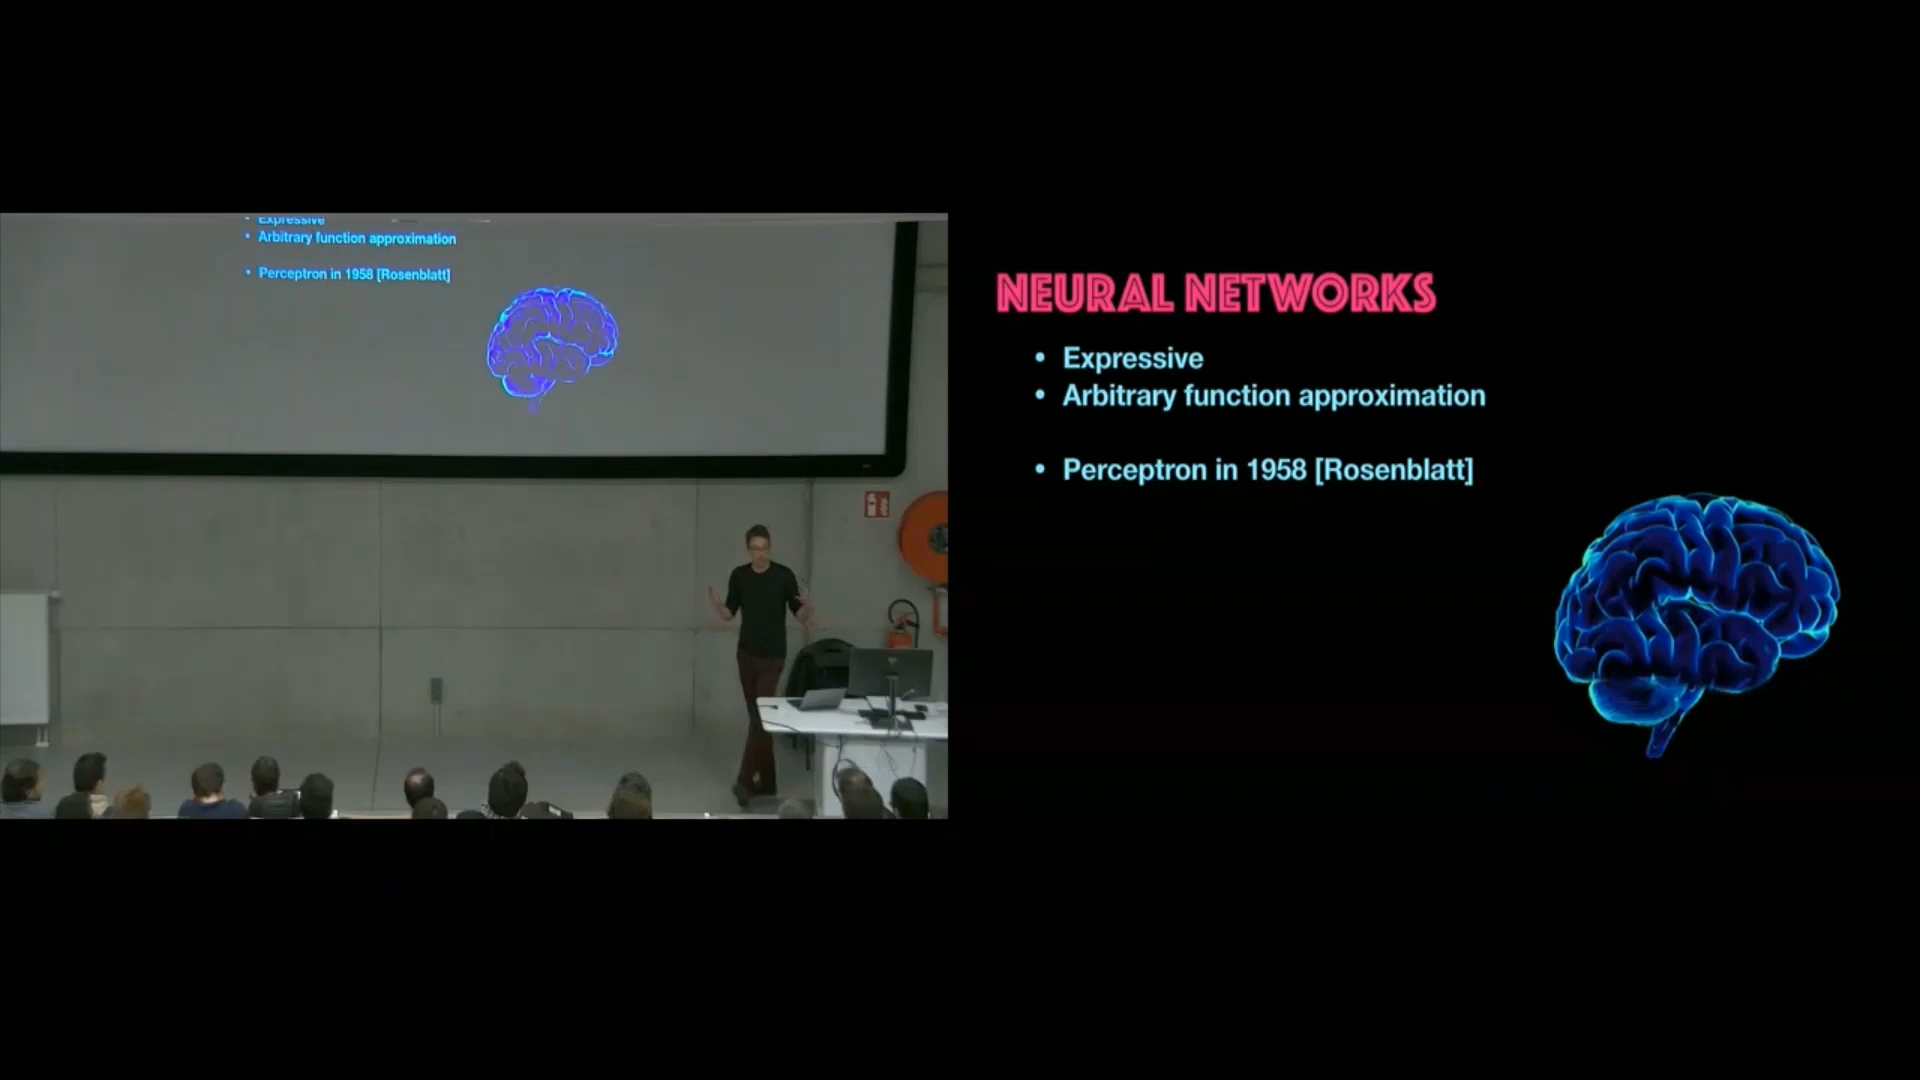 Expressive
Arbitrary function approximation
Perceptron in 1958 [Rosenblatt]
NEURAL NETWORKS
Expressive
Arbitrary function approximation
Perceptron in 1958 [Rosenblatt]